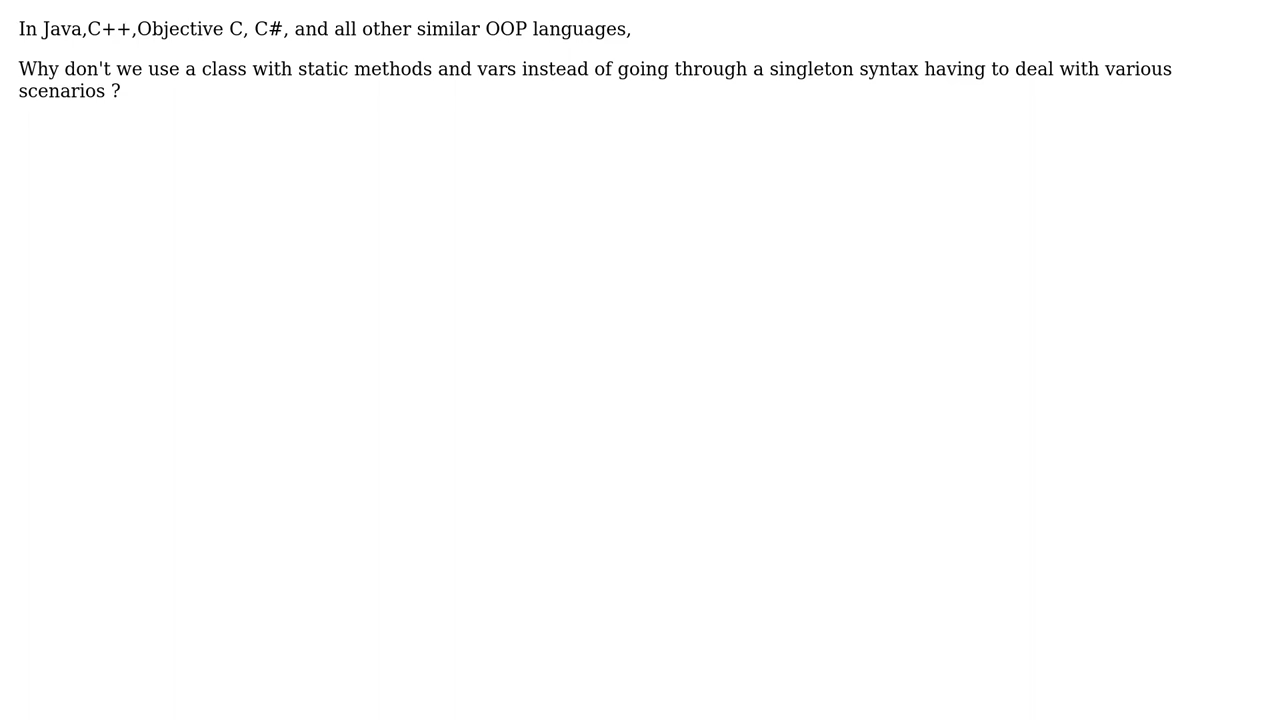 In Java,C++,Objective C, C#, and all other similar OOP languages,
Why don't we use a class with static methods and vars instead of going through a singleton syntax having to deal with various
scenarios ?